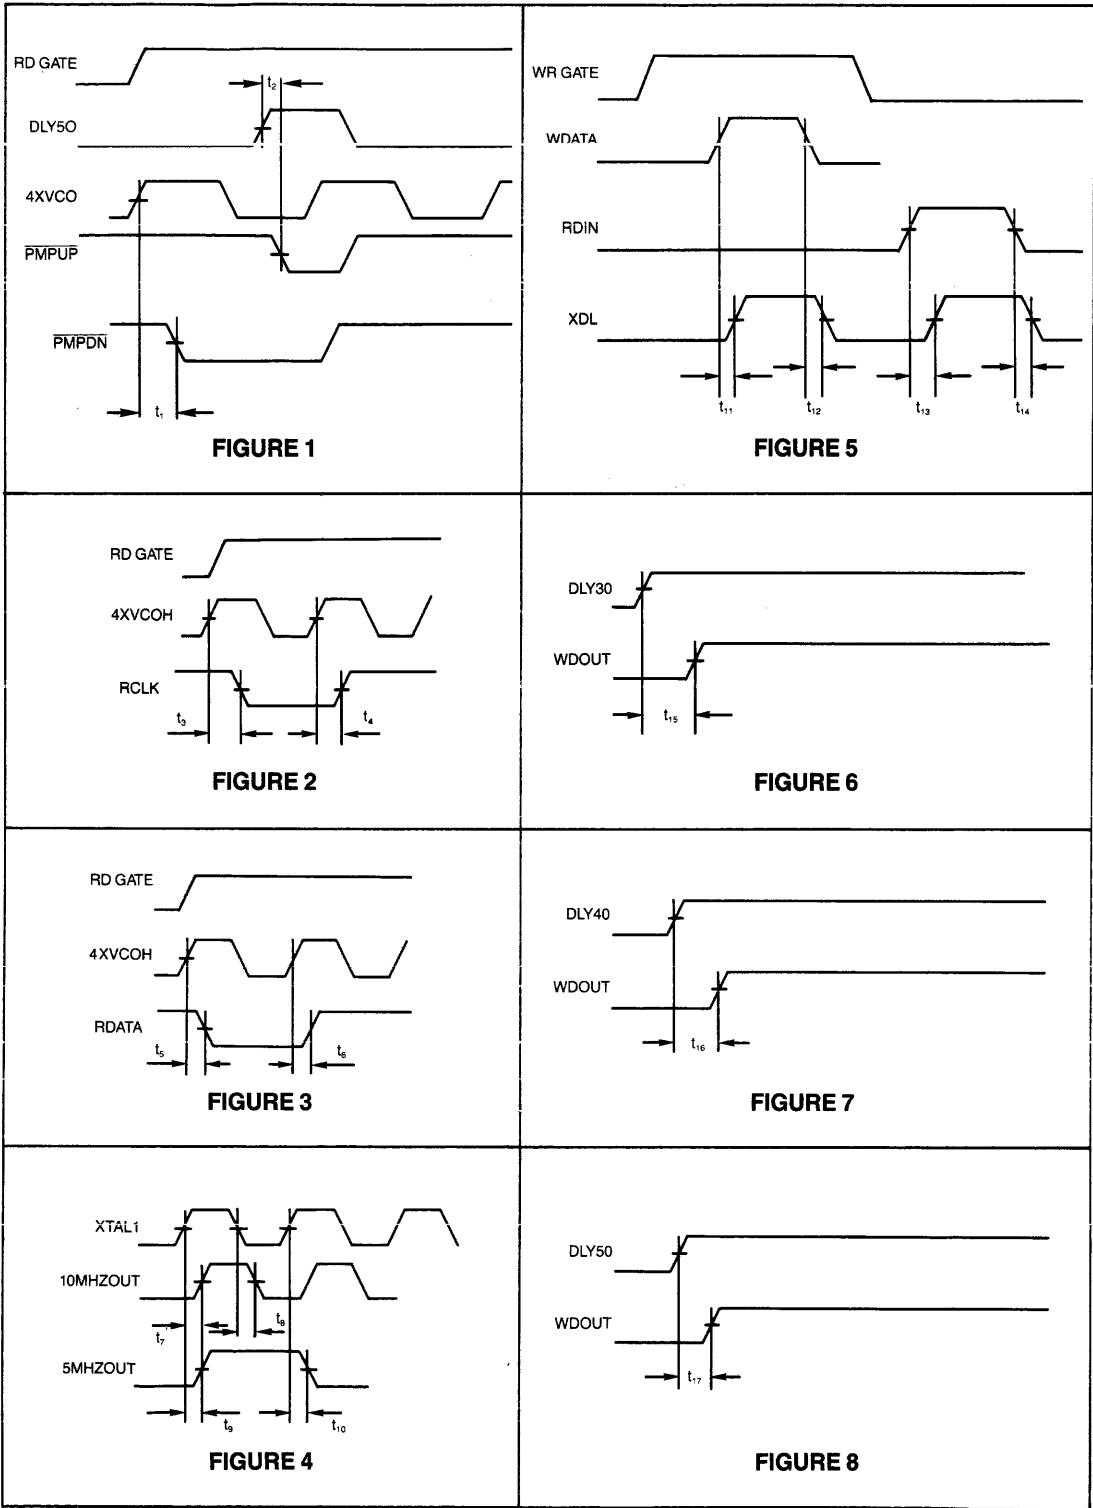 RD GATE
t₂
DLY50
4XVCO
PMPUP
PMPDN
t₁
FIGURE 1
WR GATE
WDATA
RDIN
XDL
t₁₁
t₁₂
t₁₃
t₁₄
FIGURE 5
RD GATE
4XVCOH
RCLK
t₃
t₄
FIGURE 2
DLY30
WDOUT
t₁₅
FIGURE 6
RD GATE
4XVCOH
RDATA
t₅
t₆
FIGURE 3
DLY40
WDOUT
t₁₆
FIGURE 7
XTAL1
10MHZOUT
t₇
t₈
5MHZOUT
t₉
t₁₀
FIGURE 4
DLY50
WDOUT
t₁₇
FIGURE 8